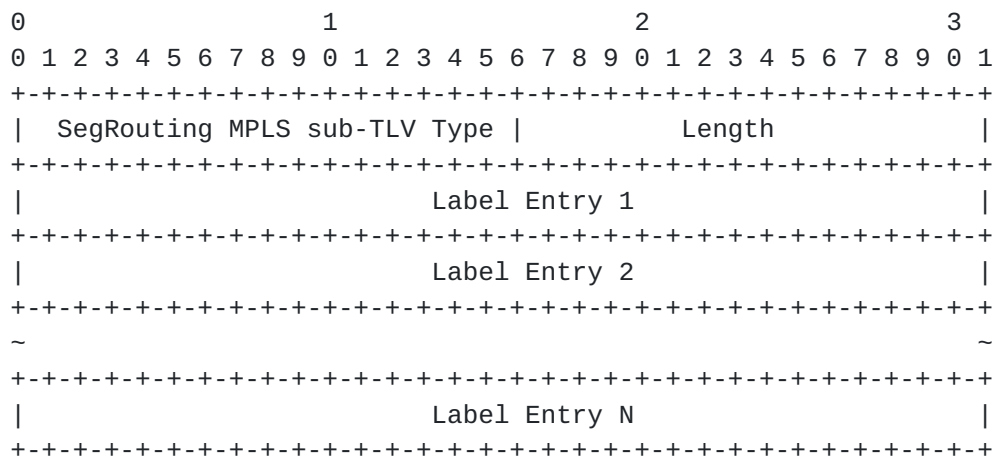 0                   1                   2                   3
0 1 2 3 4 5 6 7 8 9 0 1 2 3 4 5 6 7 8 9 0 1 2 3 4 5 6 7 8 9 0 1
+-+-+-+-+-+-+-+-+-+-+-+-+-+-+-+-+-+-+-+-+-+-+-+-+-+-+-+-+-+-+-+-+
|  SegRouting MPLS sub-TLV Type |          Length             |
+-+-+-+-+-+-+-+-+-+-+-+-+-+-+-+-+-+-+-+-+-+-+-+-+-+-+-+-+-+-+-+-+
|                          Label Entry 1                      |
+-+-+-+-+-+-+-+-+-+-+-+-+-+-+-+-+-+-+-+-+-+-+-+-+-+-+-+-+-+-+-+-+
|                          Label Entry 2                      |
+-+-+-+-+-+-+-+-+-+-+-+-+-+-+-+-+-+-+-+-+-+-+-+-+-+-+-+-+-+-+-+-+
~                                                             ~
+-+-+-+-+-+-+-+-+-+-+-+-+-+-+-+-+-+-+-+-+-+-+-+-+-+-+-+-+-+-+-+-+
|                          Label Entry N                      |
+-+-+-+-+-+-+-+-+-+-+-+-+-+-+-+-+-+-+-+-+-+-+-+-+-+-+-+-+-+-+-+-+